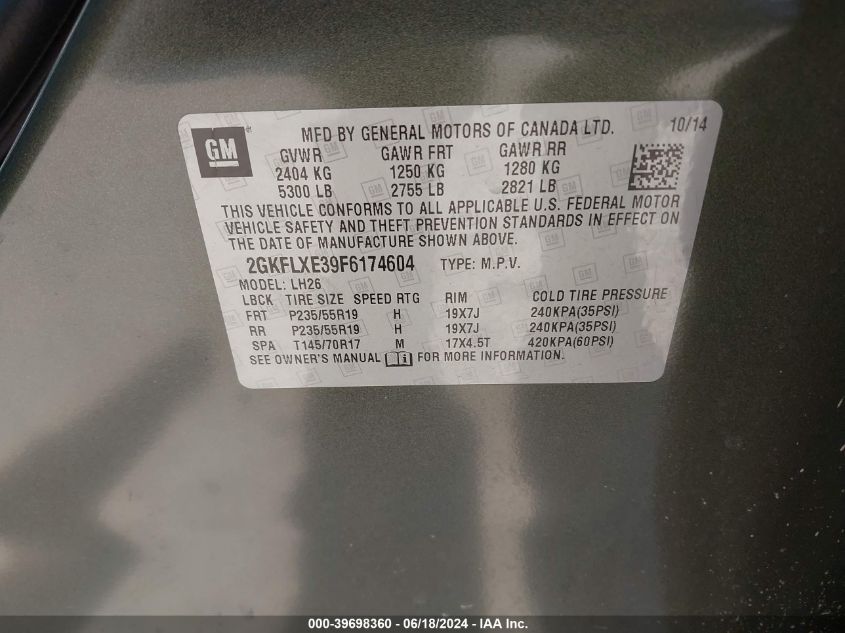 GM
MFD BY GENERAL MOTORS OF CANADA LTD. 10/14
GVWR GAWR FRT GAWR RR
2404 KG 1250 KG 1280 KG
5300 LB 2755 LB 2821 LB
THIS VEHICLE CONFORMS TO ALL APPLICABLE U.S. FEDERAL MOTOR
VEHICLE SAFETY AND THEFT PREVENTION STANDARDS IN EFFECT ON
THE DATE OF MANUFACTURE SHOWN ABOVE.
2GKFLXE39F6174604 TYPE: M.P.V.
MODEL: LH26
LBCK TIRE SIZE SPEED RTG RIM COLD TIRE PRESSURE
FRT P235/55R19 H 19X7J 240KPA(35PSI)
RR P235/55R19 H 19X7J 240KPA(35PSI)
SPA T145/70R17 M 17X4.5T 420KPA(60PSI)
SEE OWNER'S MANUAL FOR MORE INFORMATION.
000-39698360 - 06/18/2024 - IAA Inc.